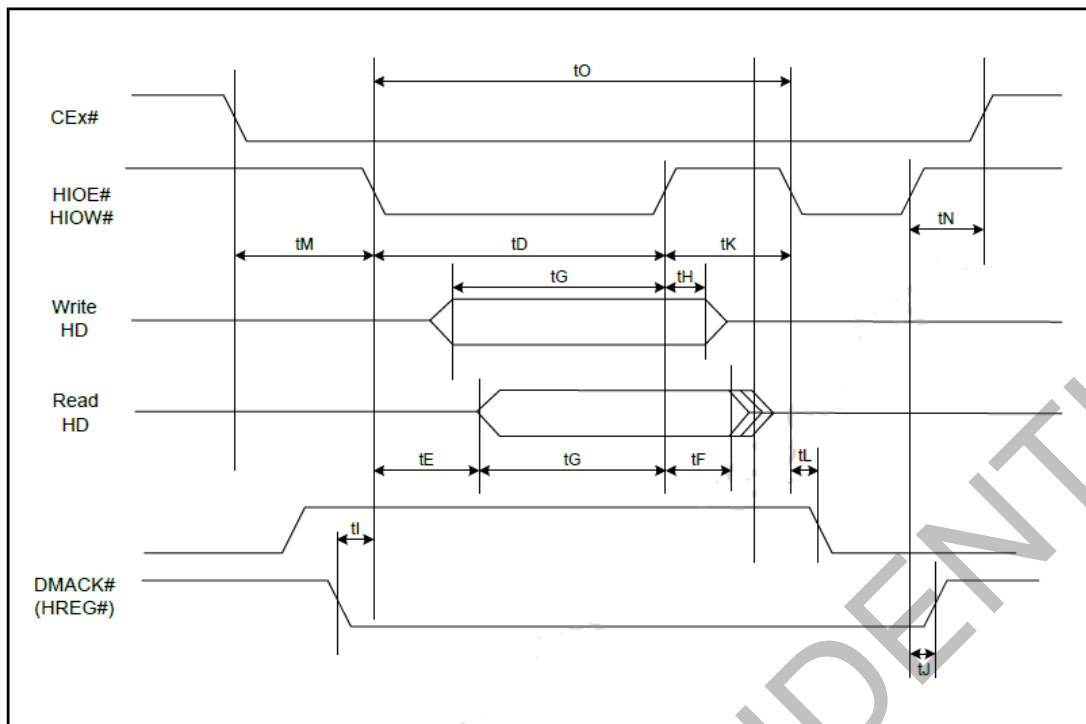 tO
CEx#
HIOE#
HIOW#
tM
tD
tK
tN
tG
tH
Write
HD
Read
HD
tE
tG
tF
tL
tI
DMACK#
(HREG#)
tJ